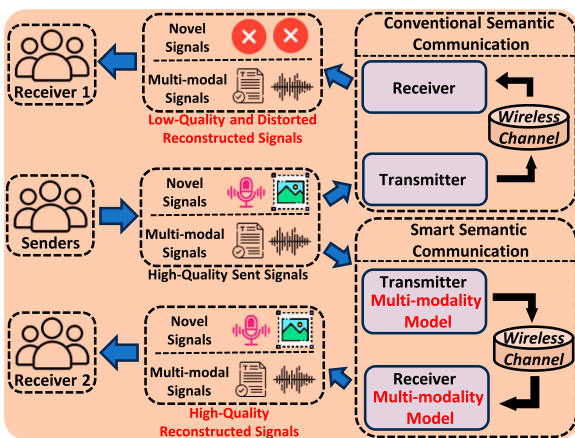 Receiver 1
Novel
Signals
Multi-modal
Signals
Low-Quality and Distorted
Reconstructed Signals
Conventional Semantic
Communication
Receiver
Wireless
Channel
Transmitter
Senders
Novel
Signals
Multi-modal
Signals
High-Quality Sent Signals
Smart Semantic
Communication
Transmitter
Multi-modality
Model
Wireless
Channel
Receiver
Multi-modality
Model
Receiver 2
Novel
Signals
Multi-modal
Signals
High-Quality
Reconstructed Signals